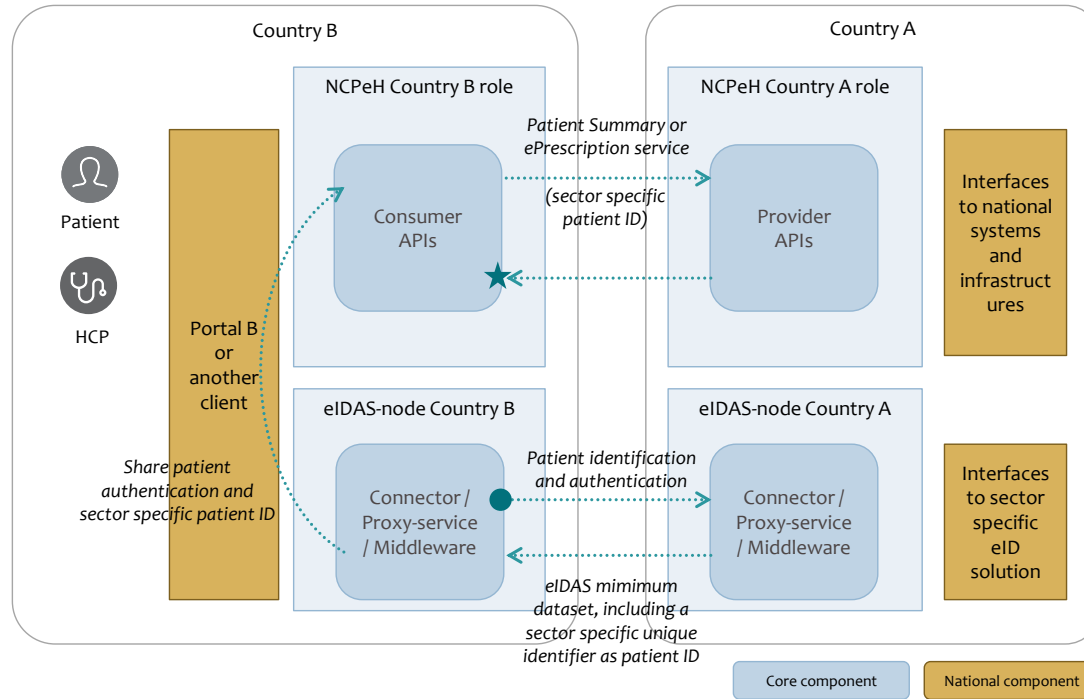 Country B
Country A
NCPeH Country B role
NCPeH Country A role
Patient Summary or
ePrescription service
(sector specific
patient ID)
Patient
HCP
Consumer
APIs
Provider
APIs
Interfaces
to national
systems
and
infrastruct
ures
Portal B
or
another
client
eIDAS-node Country B
eIDAS-node Country A
Share patient
authentication and
sector specific patient ID
Connector /
Proxy-service
/ Middleware
Patient identification
and authentication
Connector /
Proxy-service
/ Middleware
Interfaces
to sector
specific
eID
solution
eIDAS mimimum
dataset, including a
sector specific unique
identifier as patient ID
Core component
National component